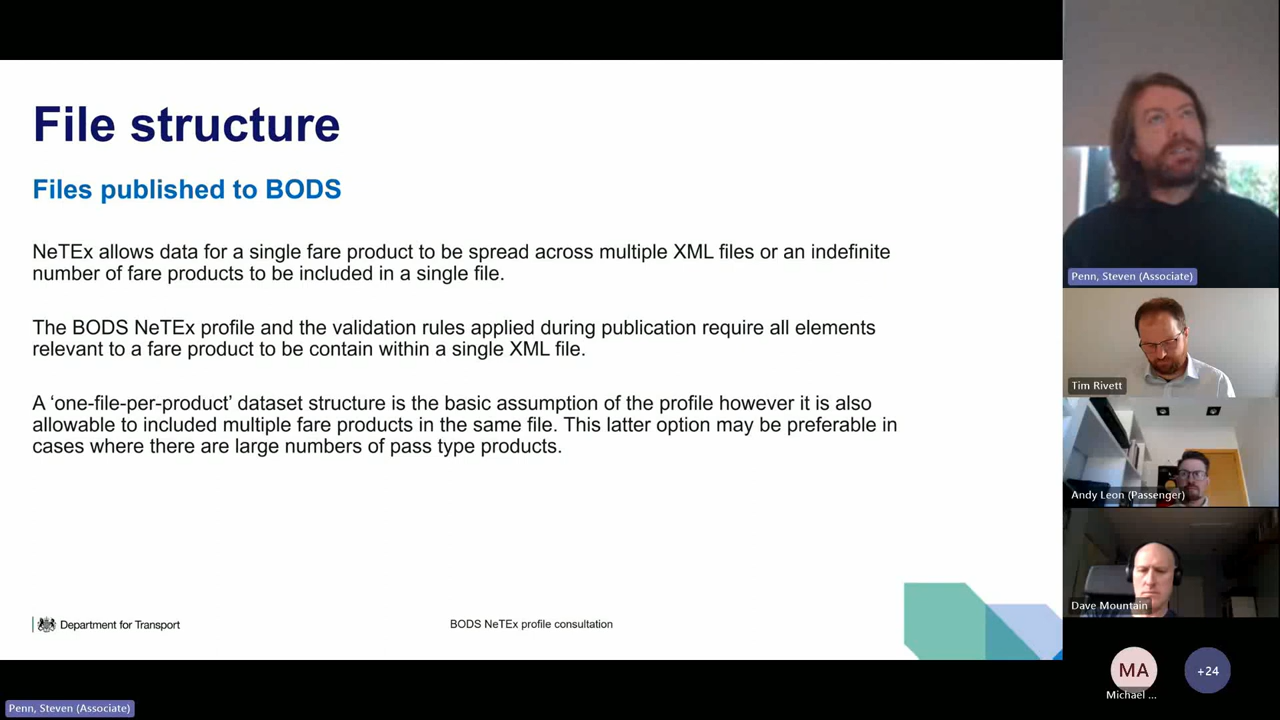 File structure
Files published to BODS
NeTEx allows data for a single fare product to be spread across multiple XML files or an indefinite
number of fare products to be included in a single file.
The BODS NeTEx profile and the validation rules applied during publication require all elements
relevant to a fare product to be contain within a single XML file.
A ‘one-file-per-product’ dataset structure is the basic assumption of the profile however it is also
allowable to included multiple fare products in the same file. This latter option may be preferable in
cases where there are large numbers of pass type products.
Department for Transport
BODS NeTEx profile consultation
Penn, Steven (Associate)
Penn, Steven (Associate)
Tim Rivett
Andy Leon (Passenger)
Dave Mountain
MA
Michael ...
+24